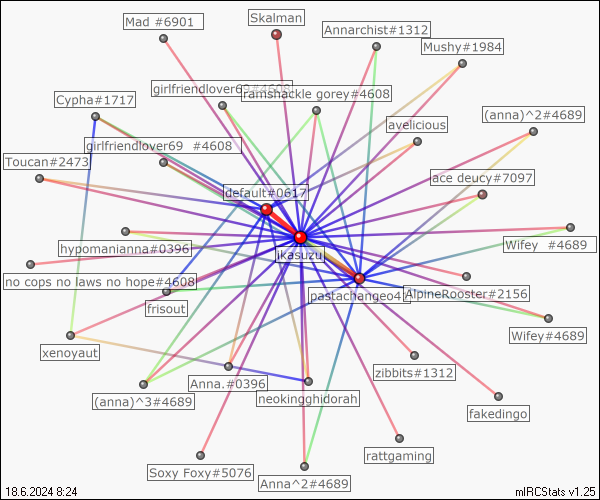 Mad #6901
Skalman
Annarchist#1312
Mushy#1984
girlfriendlover69#4608
ramshackle gorey#4608
Cypha#1717
(anna)^2#4689
avelicious
girlfriendlover69 #4608
Toucan#2473
ace deucy#7097
default#0617
hypomanianna#0396
Wifey #4689
jkasuzu
no cops no laws no hope#4608
pastachangeo4
AlpineRooster#2156
frisout
Wifey#4689
xenoyaut
zibbits#1312
Anna.#0396
(anna)^3#4689
neokingghidorah
fakedingo
rattgaming
Soxy Foxy#5076
Anna^2#4689
18.6.2024 8:24
mIRCStats v1.25